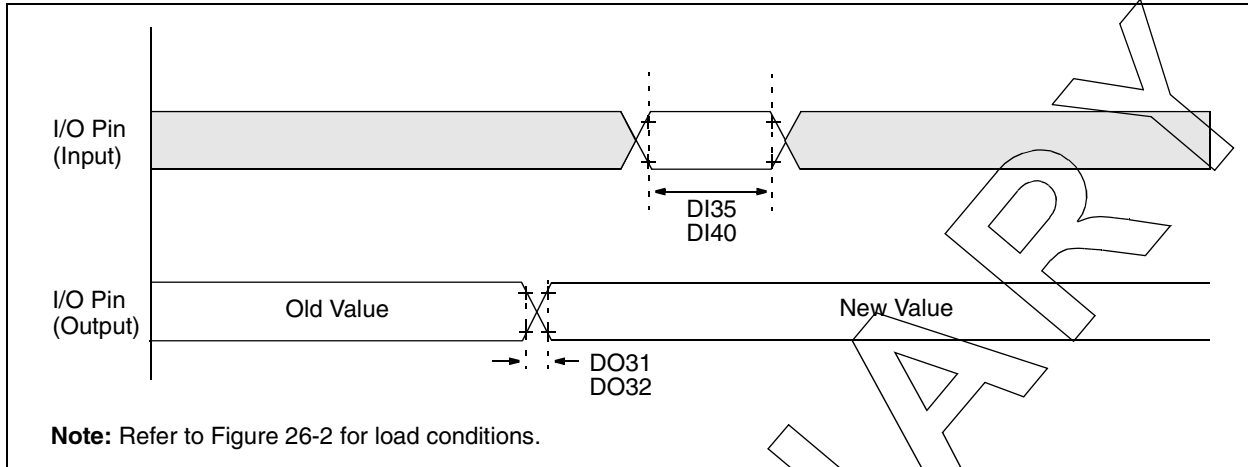 I/O Pin
(Input)
DI35
DI40
I/O Pin
(Output)
Old Value
New Value
DO31
DO32
Note: Refer to Figure 26-2 for load conditions.
ARY